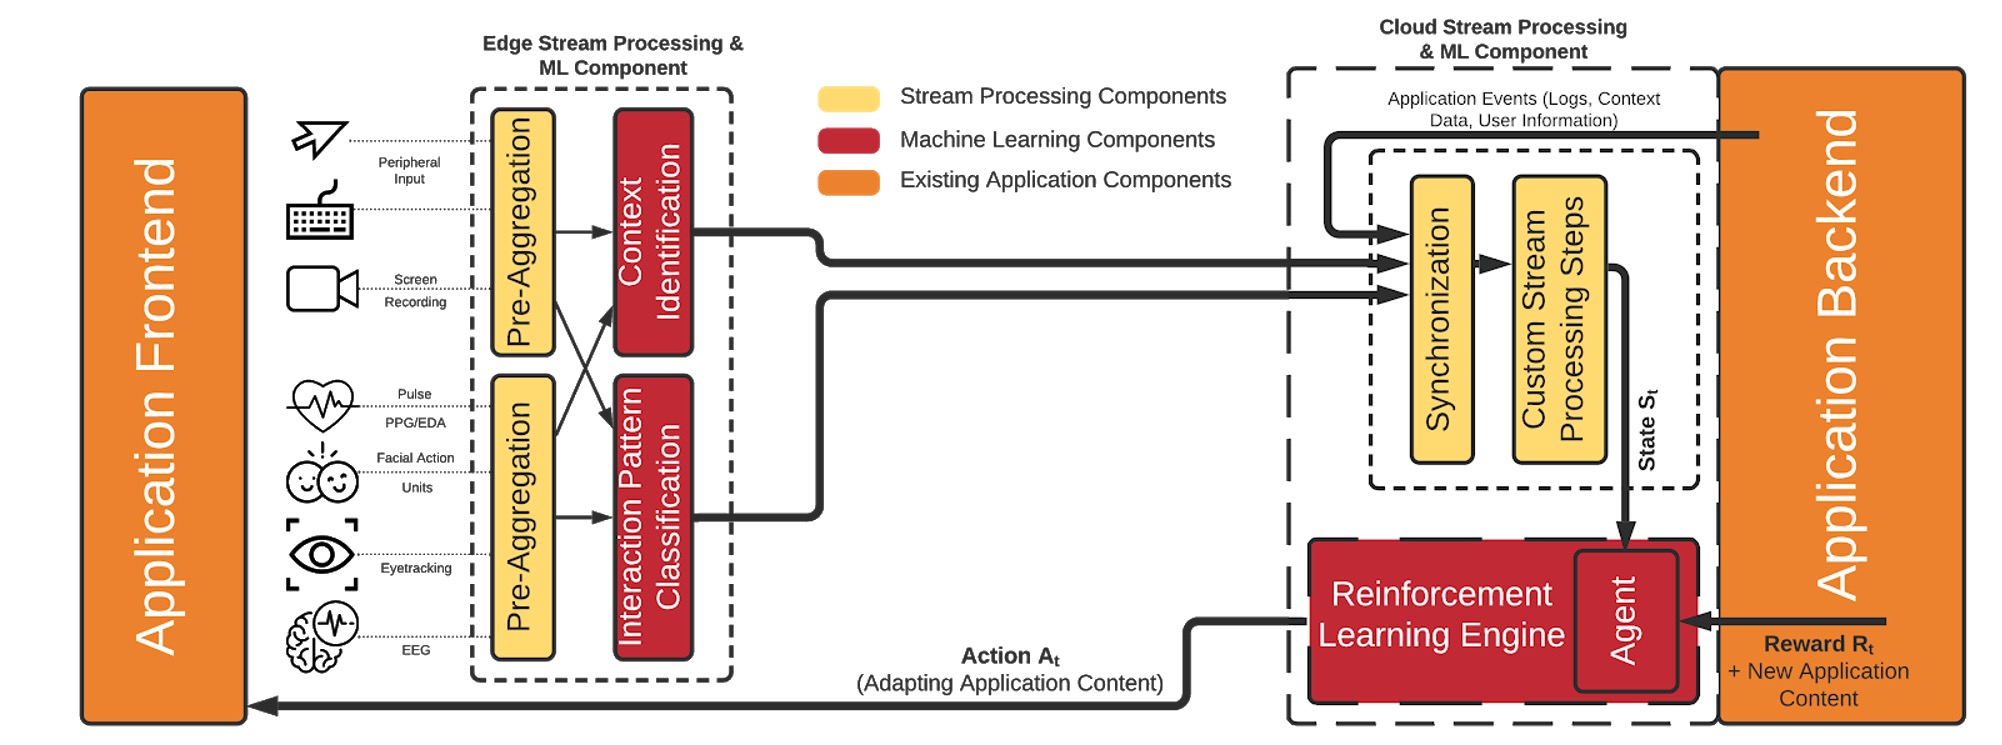 Application Frontend
Edge Stream Processing &
ML Component
Peripheral
Input
Screen
Recording
Pulse
PPG/EDA
Facial Action
Units
Eyetracking
EEG
Pre-Aggregation
Pre-Aggregation
Context
Identification
Interaction Pattern
Classification
Stream Processing Components
Machine Learning Components
Existing Application Components
Cloud Stream Processing
& ML Component
Application Events (Logs, Context
Data, User Information)
Synchronization
Custom Stream
Processing Steps
State St
Reinforcement
Learning Engine
Agent
Action At
(Adapting Application Content)
Application Backend
Reward Rt
+ New Application
Content